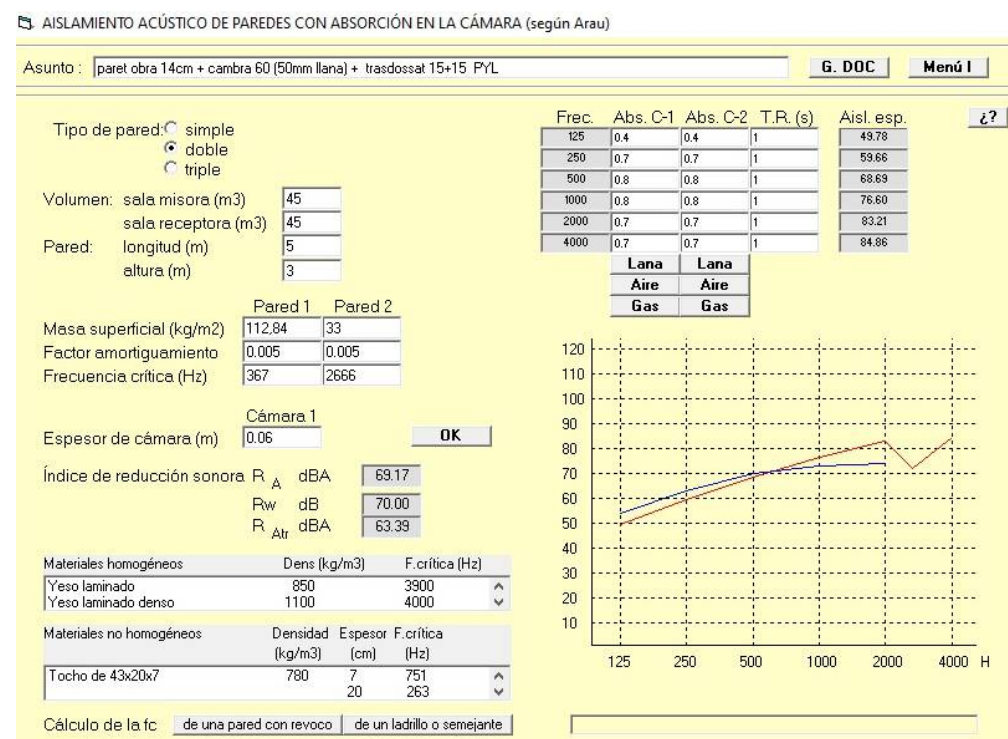 AISLAMIENTO ACÚSTICO DE PAREDES CON ABSORCIÓN EN LA CÁMARA (según Arau)
Asunto : paret obra 14cm + cambra 60 (50mm llana) + trasdossat 15+15 PYL G. DOC Menú I
Tipo de pared: simple
doble
triple
Volumen: sala misora (m3) 45
sala receptora (m3) 45
Pared: longitud (m) 5
altura (m) 3
Pared 1 Pared 2
Masa superficial (kg/m2) 112,84 33
Factor amortiguamiento 0.005 0.005
Frecuencia crítica (Hz) 367 2666
Cámara 1
Espesor de cámara (m) 0.06 OK
Índice de reducción sonora R A dBA 69.17
Rw dB 70.00
R Atr dBA 63.39
Materiales homogéneos Dens (kg/m3) F.crítica (Hz)
Yeso laminado 850 3900
Yeso laminado denso 1100 4000
Materiales no homogéneos Densidad Espesor F.crítica
(kg/m3) (cm) (Hz)
Tocho de 43x20x7 780 7 751
20 263
Cálculo de la fc de una pared con revoco de un ladrillo o semejante
Frec. Abs. C-1 Abs. C-2 T.R. (s) Aisl. esp. ¿?
125 0.4 0.4 1 49.78
250 0.7 0.7 1 59.66
500 0.8 0.8 1 68.69
1000 0.8 0.8 1 76.60
2000 0.7 0.7 1 83.21
4000 0.7 0.7 1 84.86
Lana Lana
Aire Aire
Gas Gas
120
110
100
90
80
70
60
50
40
30
20
10
125 250 500 1000 2000 4000 H